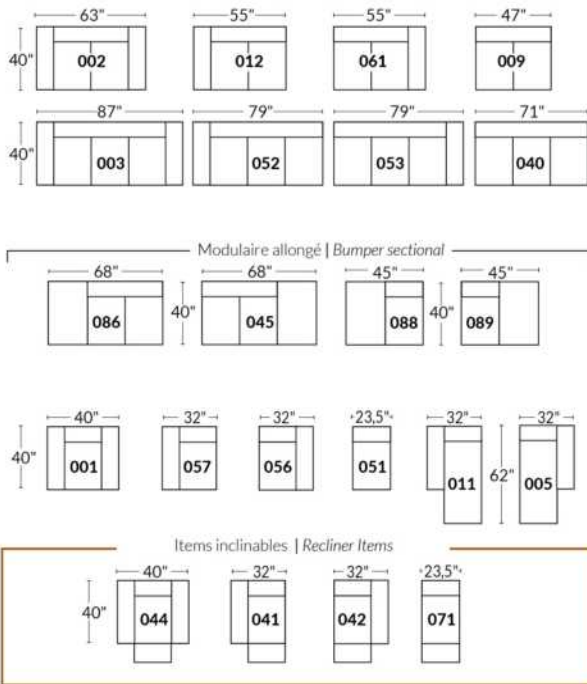 63" 55" 55" 47"
40" 002 012 061 009
87" 79" 79" 71"
40" 003 052 053 040
Modulaire allongé | Bumper sectional
68" 68" 45" 45"
086 40" 045 088 40" 089
40" 32" 32" 23,5" 32" 32"
40" 001 057 056 051 011 62" 005
Items inclinables | Recliner Items
40" 32" 32" 23,5"
40" 044 041 042 071